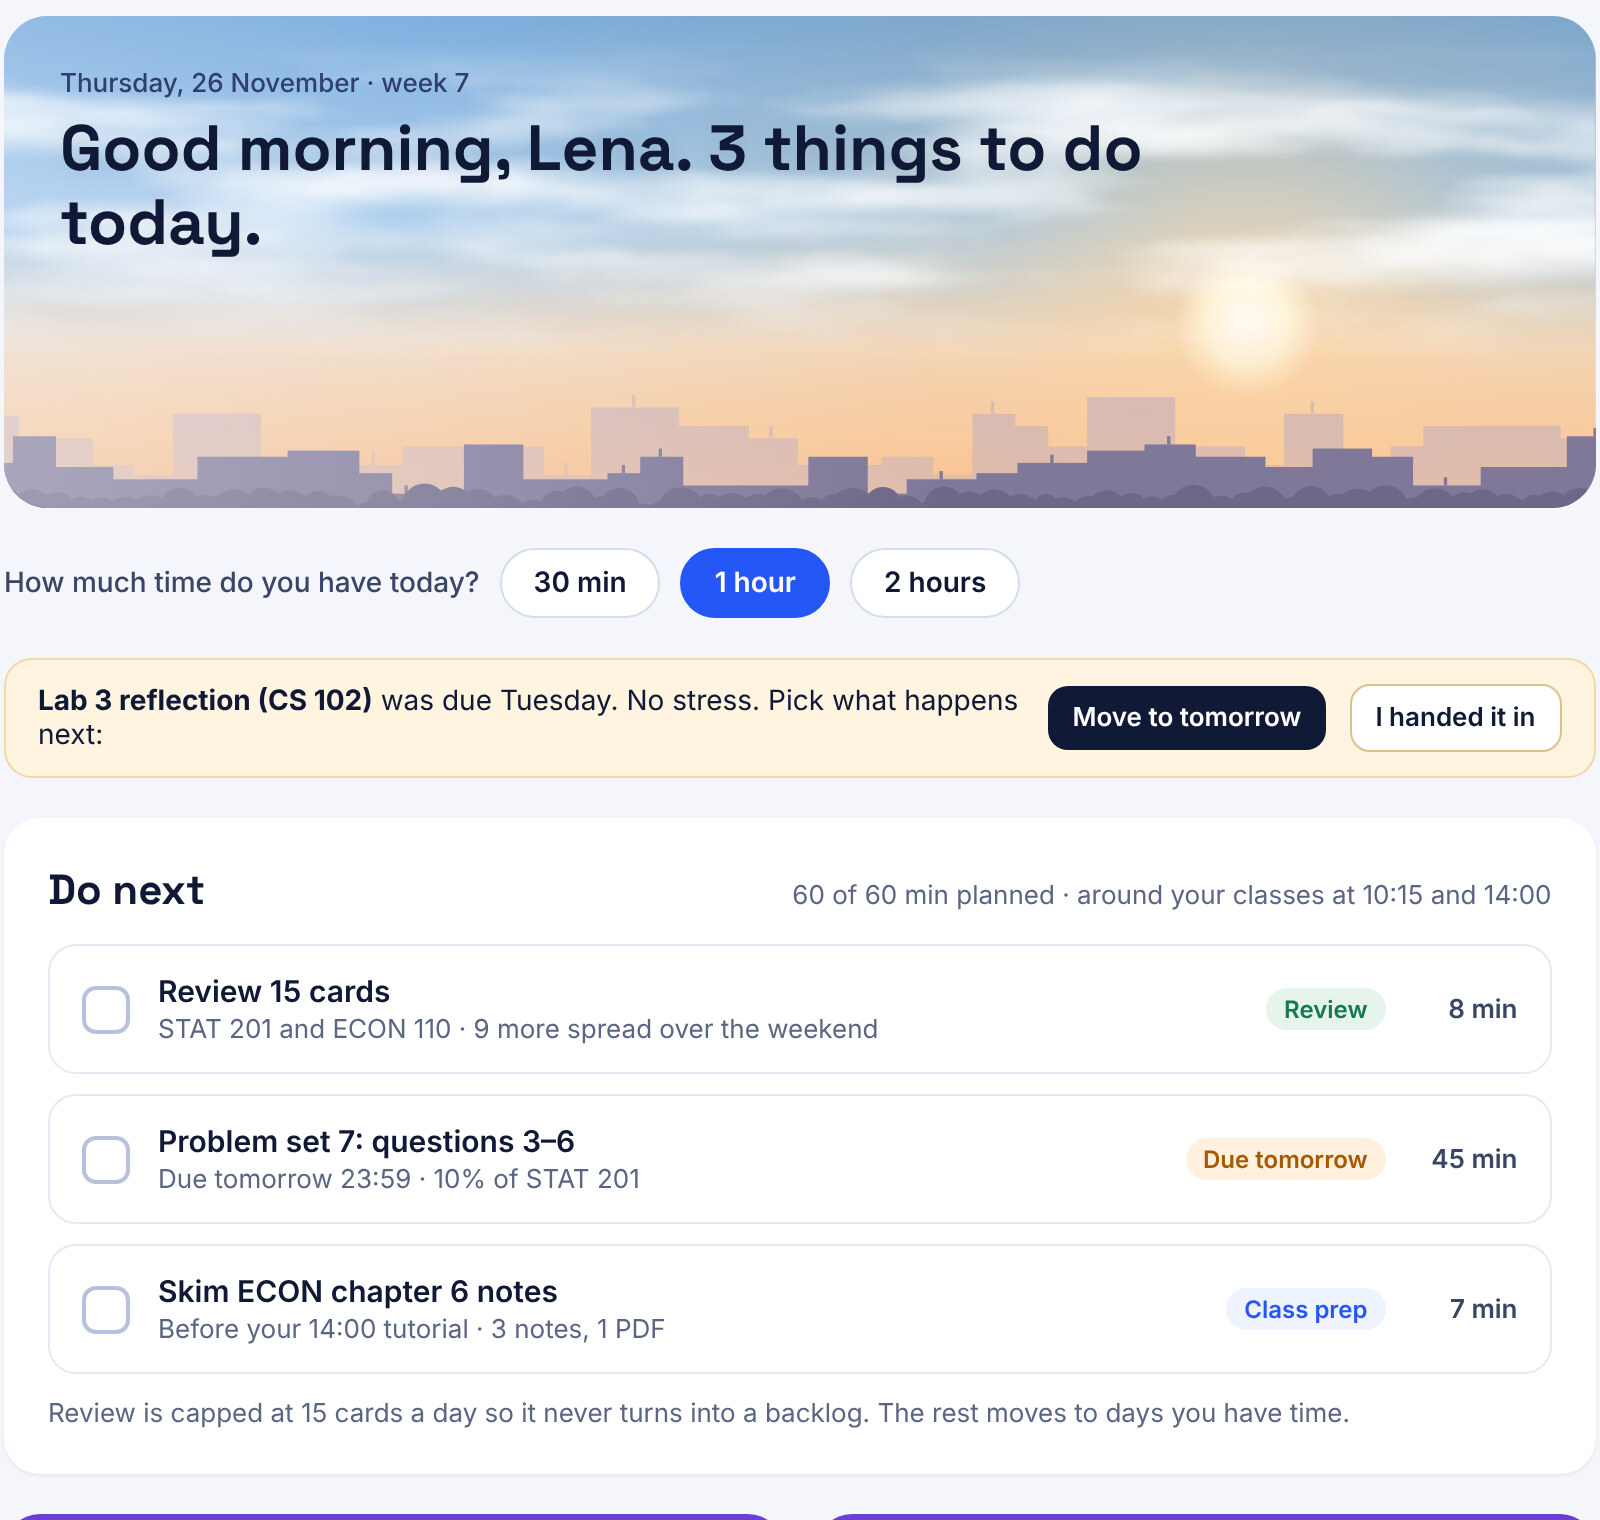 Thursday, 26 November · week 7
Good morning, Lena. 3 things to do
today.
How much time do you have today?
30 min
1 hour
2 hours
Lab 3 reflection (CS 102) was due Tuesday. No stress. Pick what happens
next:
Move to tomorrow
I handed it in
Do next
60 of 60 min planned · around your classes at 10:15 and 14:00
Review 15 cards
STAT 201 and ECON 110 · 9 more spread over the weekend
Review
8 min
Problem set 7: questions 3–6
Due tomorrow 23:59 · 10% of STAT 201
Due tomorrow
45 min
Skim ECON chapter 6 notes
Before your 14:00 tutorial · 3 notes, 1 PDF
Class prep
7 min
Review is capped at 15 cards a day so it never turns into a backlog. The rest moves to days you have time.